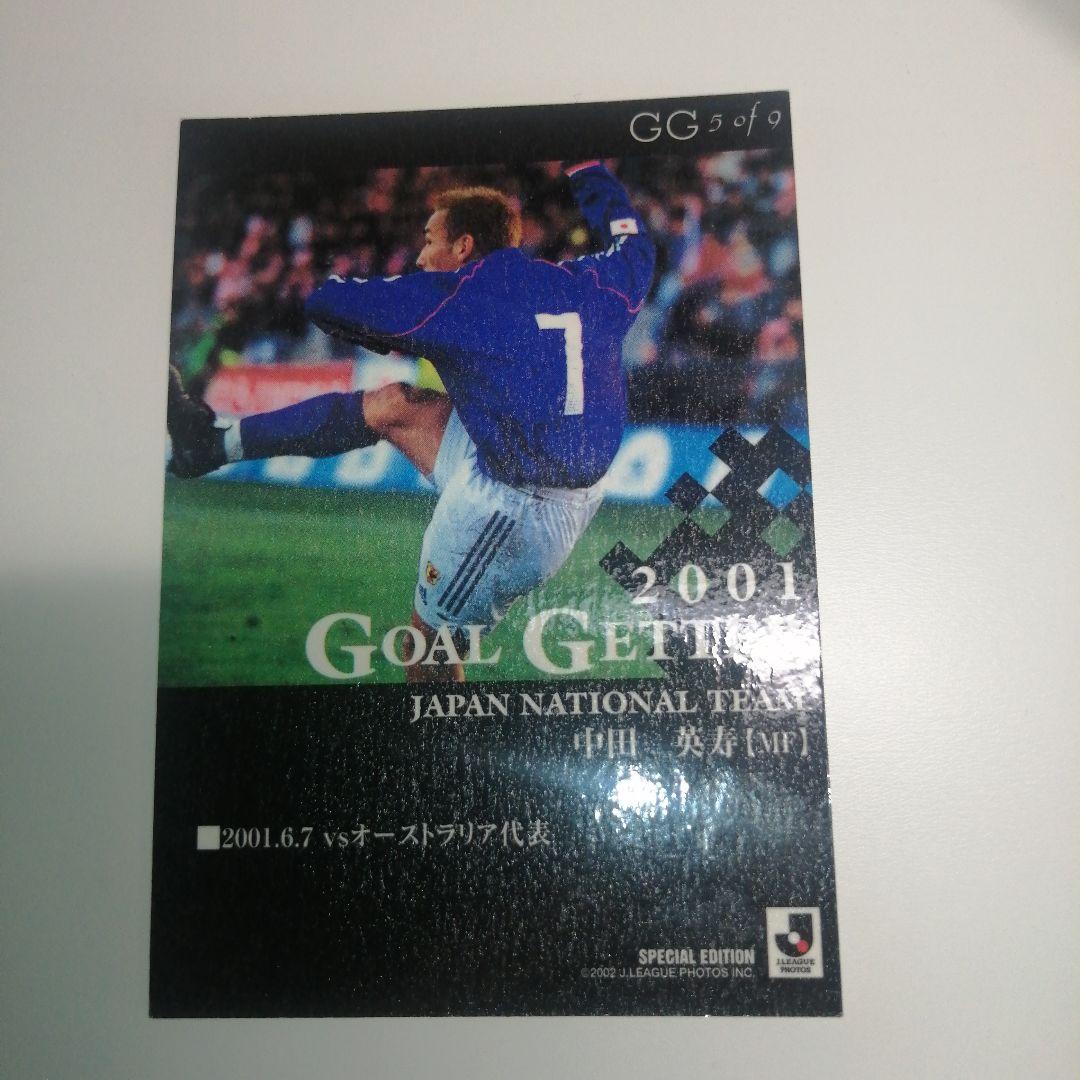 GG 5 of 9
7
2001
GOAL GETTER
JAPAN NATIONAL TEAM
中田 英寿【MF】
■2001.6.7 vsオーストラリア代表
SPECIAL EDITION
©2002 J.LEAGUE PHOTOS INC.
J.LEAGUE
PHOTOS